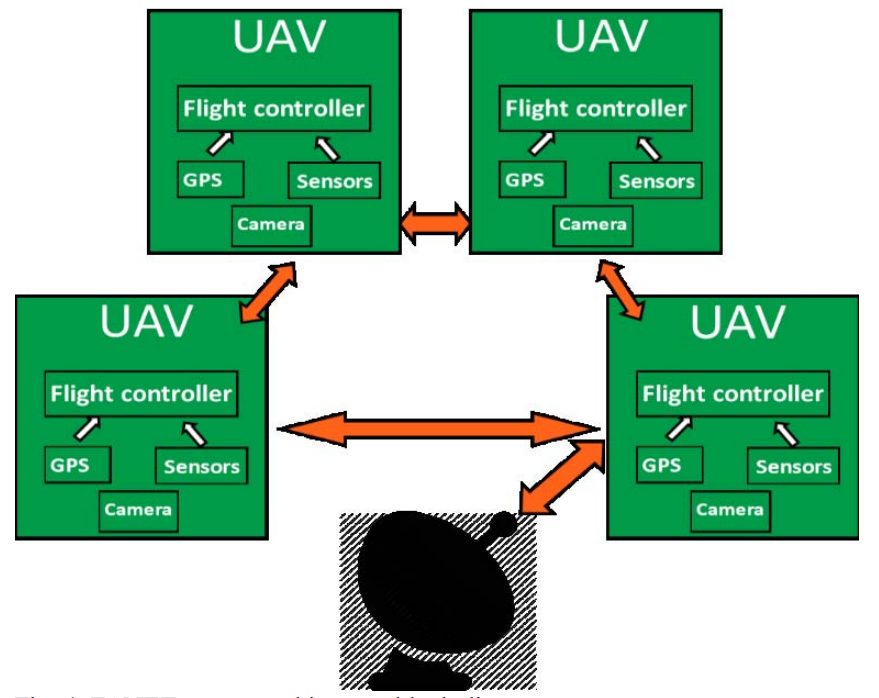 UAV
Flight controller
GPS
Sensors
Camera
UAV
Flight controller
GPS
Sensors
Camera
UAV
Flight controller
GPS
Sensors
Camera
UAV
Flight controller
GPS
Sensors
Camera